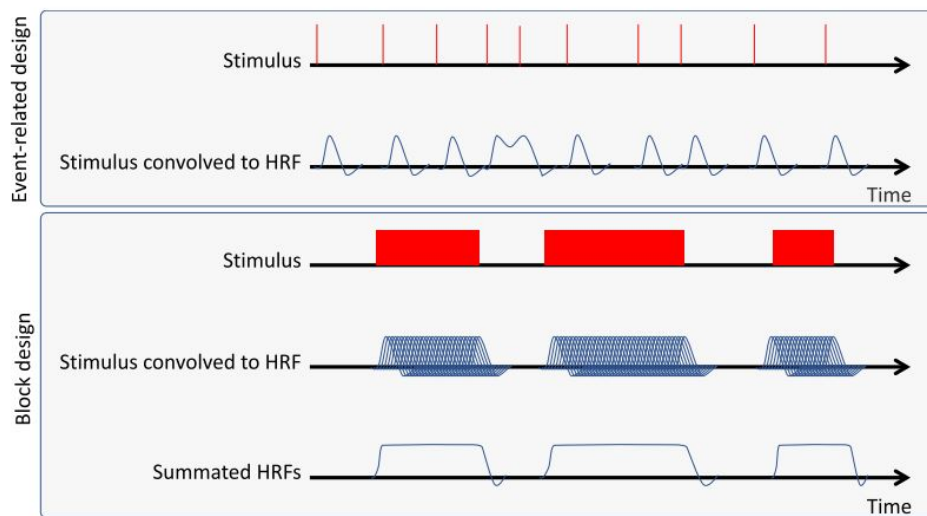 Event-related design
Stimulus
Stimulus convolved to HRF
Time
Block design
Stimulus
Stimulus convolved to HRF
Summated HRFs
Time